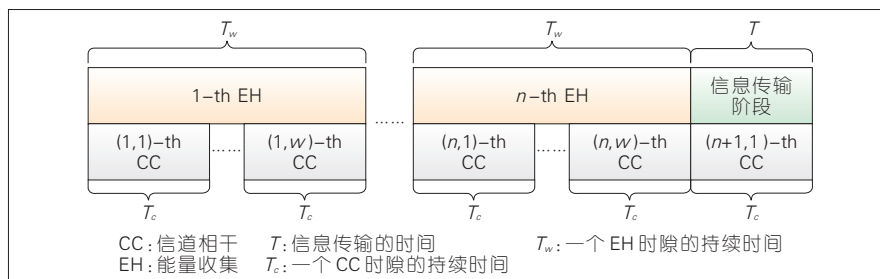 T_w T_w T
1-th EH n-th EH 信息传输
阶段
……
(1,1)-th …… (1,w)-th (n,1)-th …… (n,w)-th (n+1,1)-th
CC CC CC CC CC
T_c T_c T_c T_c T_c
CC:信道相干 T:信息传输的时间 T_w:一个 EH 时隙的持续时间
EH:能量收集 T_c:一个 CC 时隙的持续时间